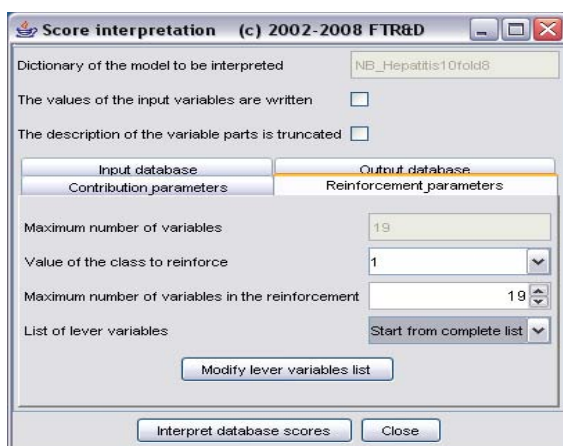 Score interpretation (c) 2002-2008 FTR&D
Dictionary of the model to be interpreted NB_Hepatitis10fold8
The values of the input variables are written
The description of the variable parts is truncated
Input database Output database
Contribution parameters Reinforcement parameters
Maximum number of variables 19
Value of the class to reinforce 1
Maximum number of variables in the reinforcement 19
List of lever variables Start from complete list
Modify lever variables list
Interpret database scores Close